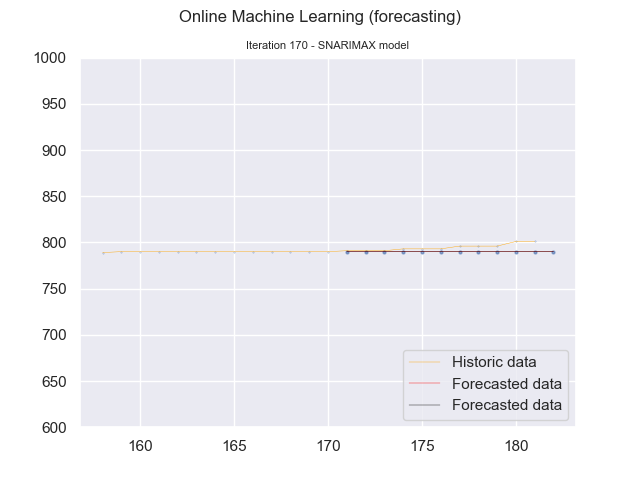 Online Machine Learning (forecasting)
Iteration 170 - SNARIMAX model
1000
950
900
850
800
750
700
650
600
Historic data
Forecasted data
Forecasted data
160 165 170 175 180